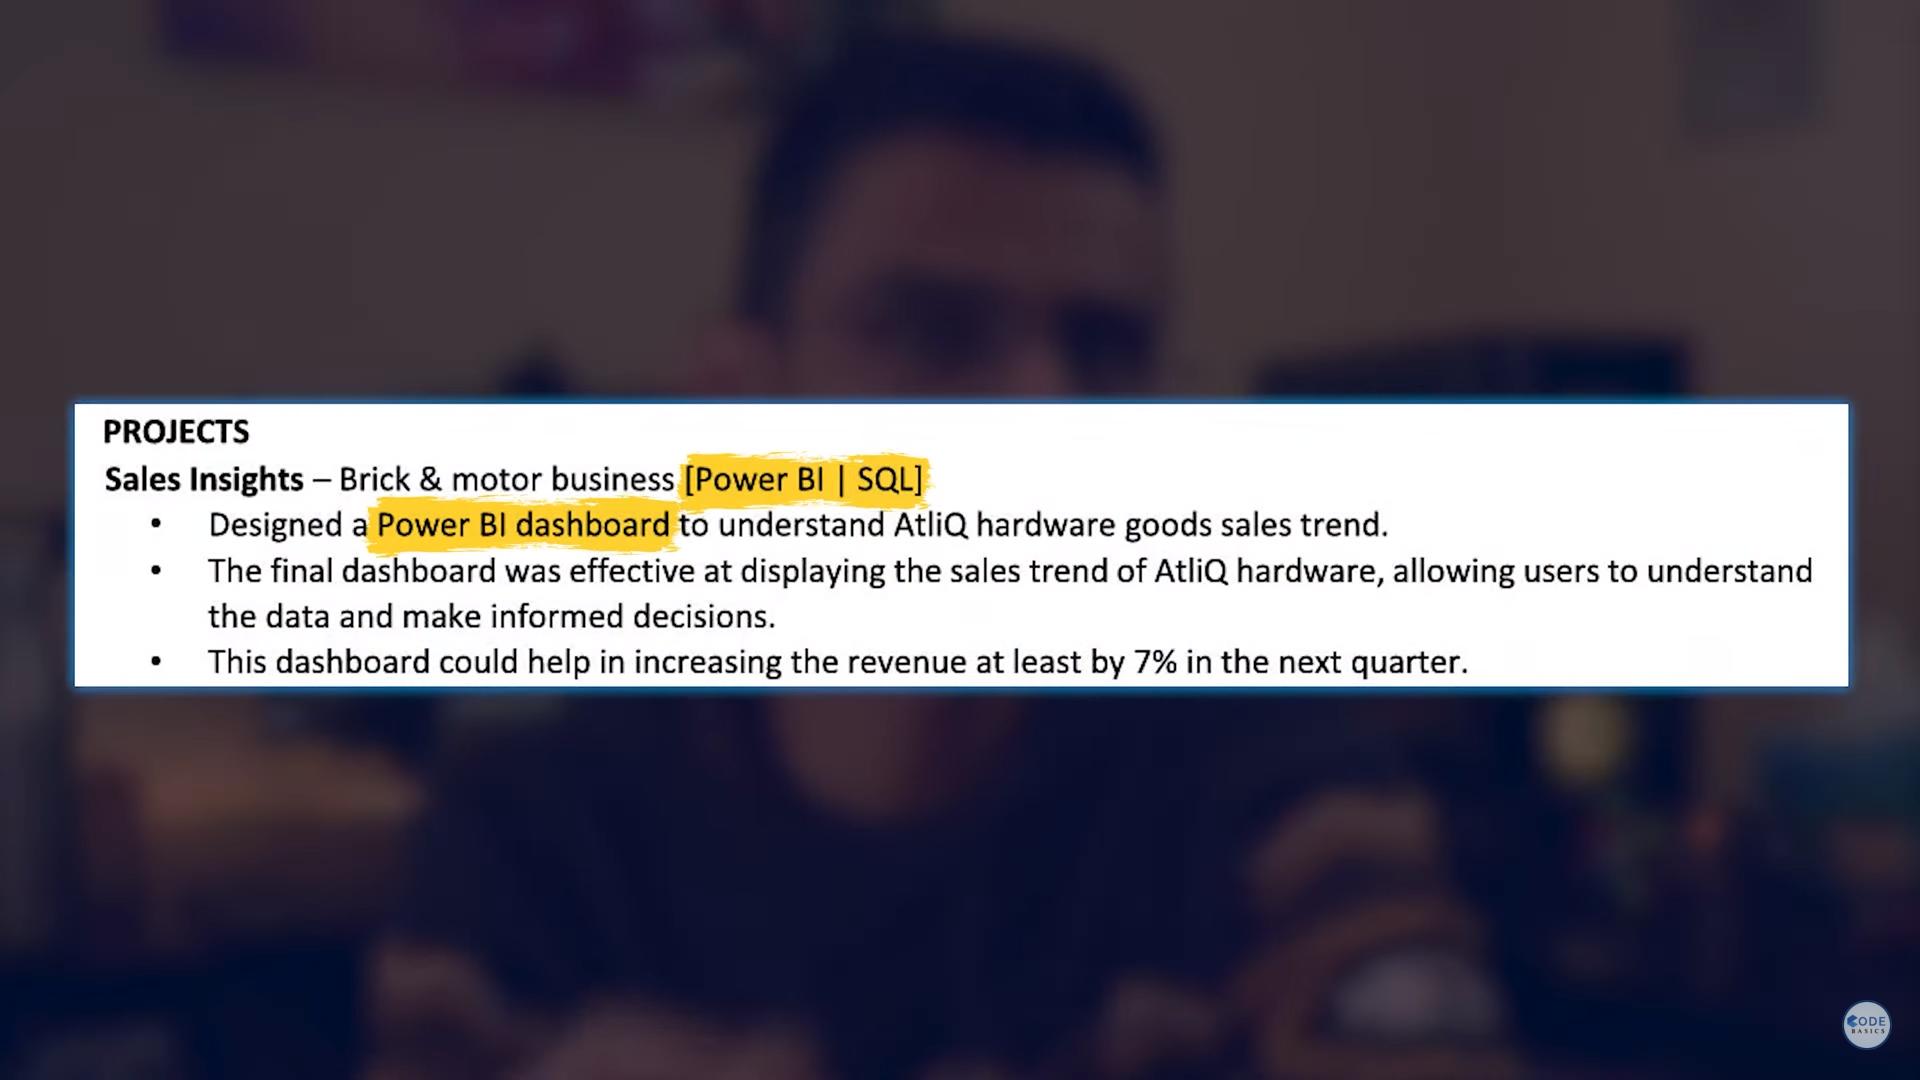 PROJECTS
Sales Insights – Brick & motor business [Power BI | SQL]
• Designed a Power BI dashboard to understand AtliQ hardware goods sales trend.
• The final dashboard was effective at displaying the sales trend of AtliQ hardware, allowing users to understand
the data and make informed decisions.
• This dashboard could help in increasing the revenue at least by 7% in the next quarter.
CODE
BASICS